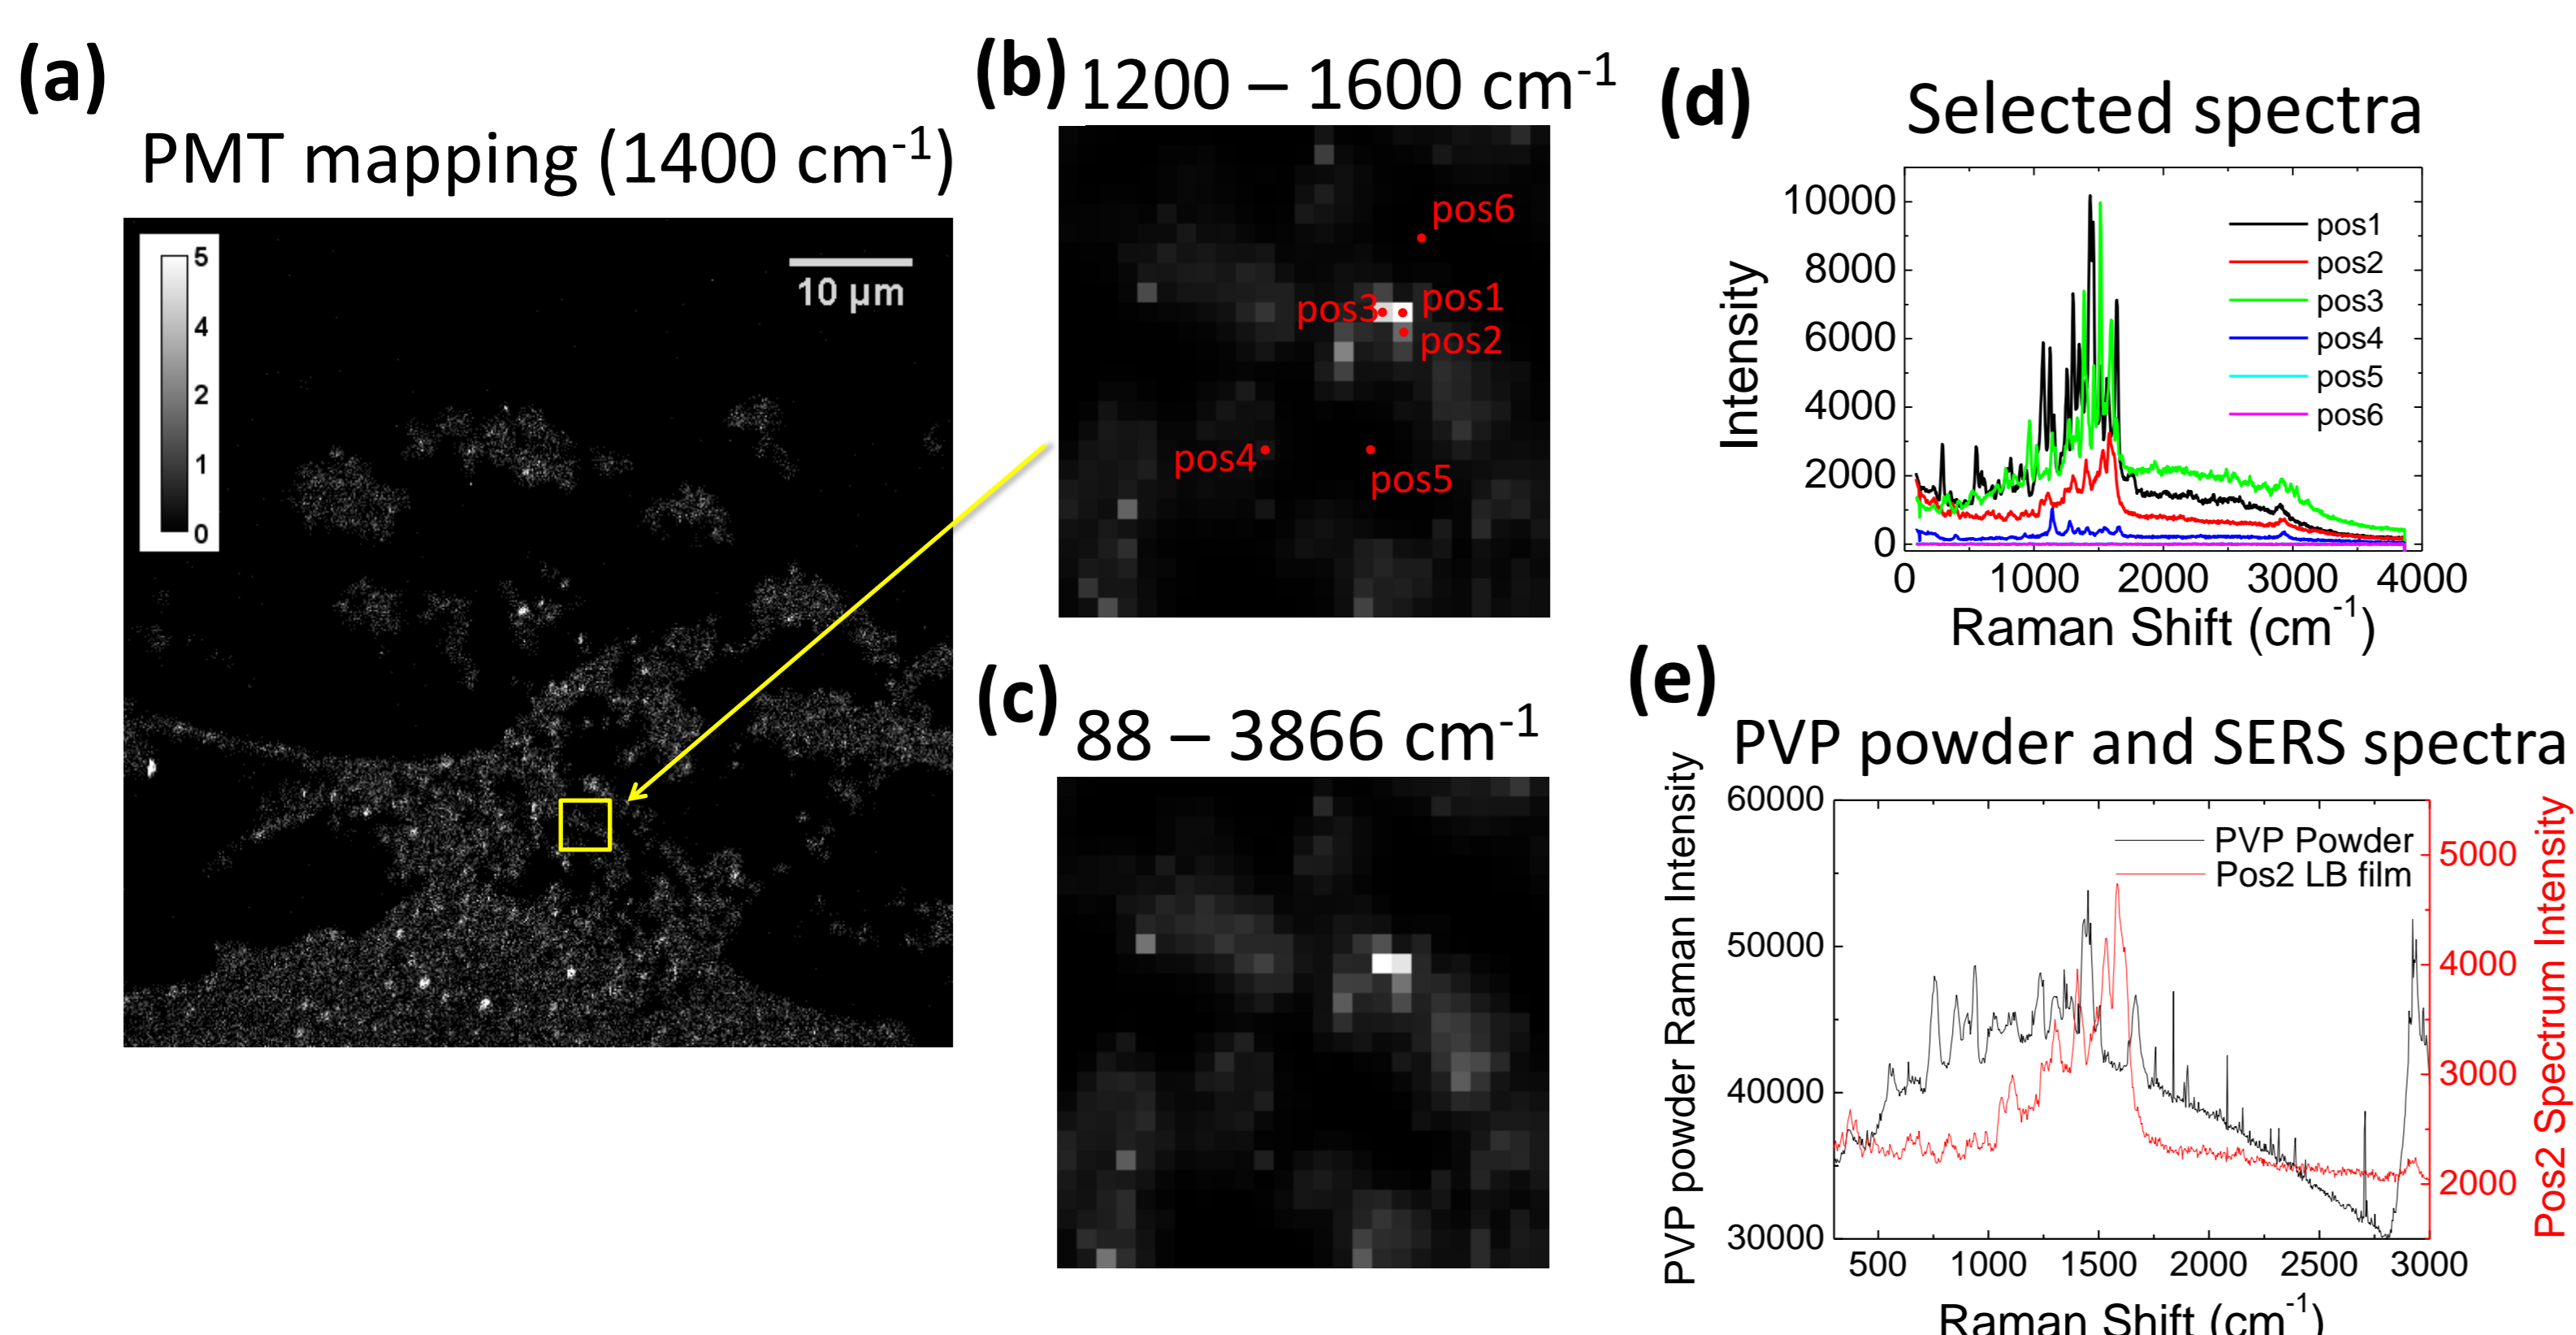 (a)
PMT mapping (1400 cm-1)
5
4
2
1
0
10 µm
(b) 1200 – 1600 cm-1
pos6
pos3
pos1
pos2
pos4
pos5
(c) 88 – 3866 cm-1
(d)
Selected spectra
Intensity
10000
8000
6000
4000
2000
0
pos1
pos2
pos3
pos4
pos5
pos6
0 1000 2000 3000 4000
Raman Shift (cm-1)
(e)
PVP powder and SERS spectra
PVP powder Raman Intensity
60000
50000
40000
30000
PVP Powder
Pos2 LB film
5000
4000
3000
2000
Pos2 Spectrum Intensity
500 1000 1500 2000 2500 3000
Raman Shift (cm-1)